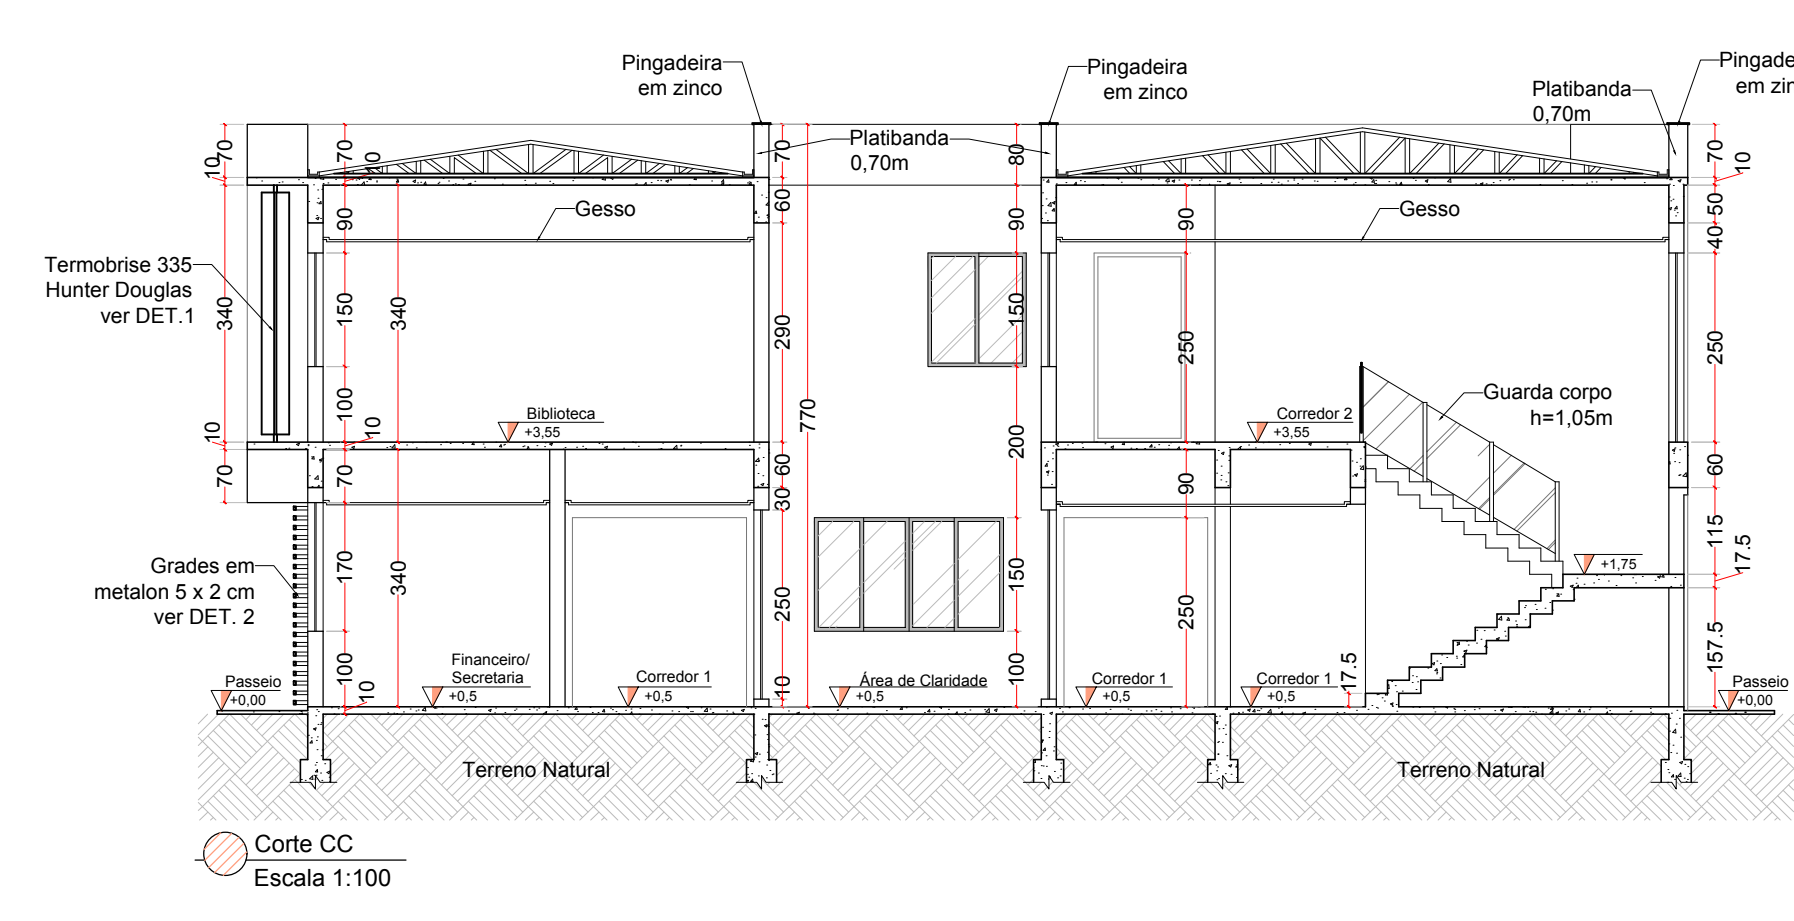 Pingadeira
em zinco
Pingadeira
em zinco
Pingade
em zin
Platibanda
0,70m
Platibanda
0,70m
10
70
70
10
70
80
70
10
90
60
90
90
50
40
Gesso
Gesso
Termobrise 335
Hunter Douglas
ver DET.1
340
150
340
290
770
150
250
250
Guarda corpo
h=1,05m
10
100
10
Biblioteca
+3,55
200
Corredor 2
+3,55
70
70
60
30
90
60
115
17.5
+1,75
Grades em
metalon 5 x 2 cm
ver DET. 2
170
340
250
150
250
157.5
Passeio
+0,00
100
10
Financeiro/
Secretaria
+0,5
Corredor 1
+0,5
10
Área de Claridade
+0,5
100
Corredor 1
+0,5
Corredor 1
+0,5
17.5
Passeio
+0,00
Terreno Natural
Terreno Natural
Corte CC
Escala 1:100